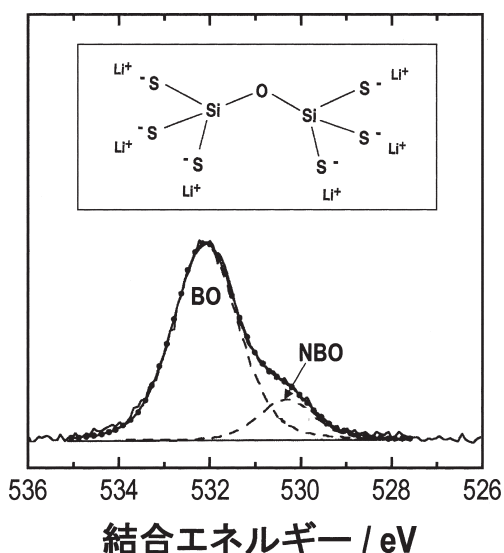 Li⁺ ⁻S Si O Si S⁻ Li⁺
Li⁺ ⁻S S⁻ Li⁺
⁻S S⁻
Li⁺ Li⁺
BO
NBO
536 534 532 530 528 526
結合エネルギー / eV